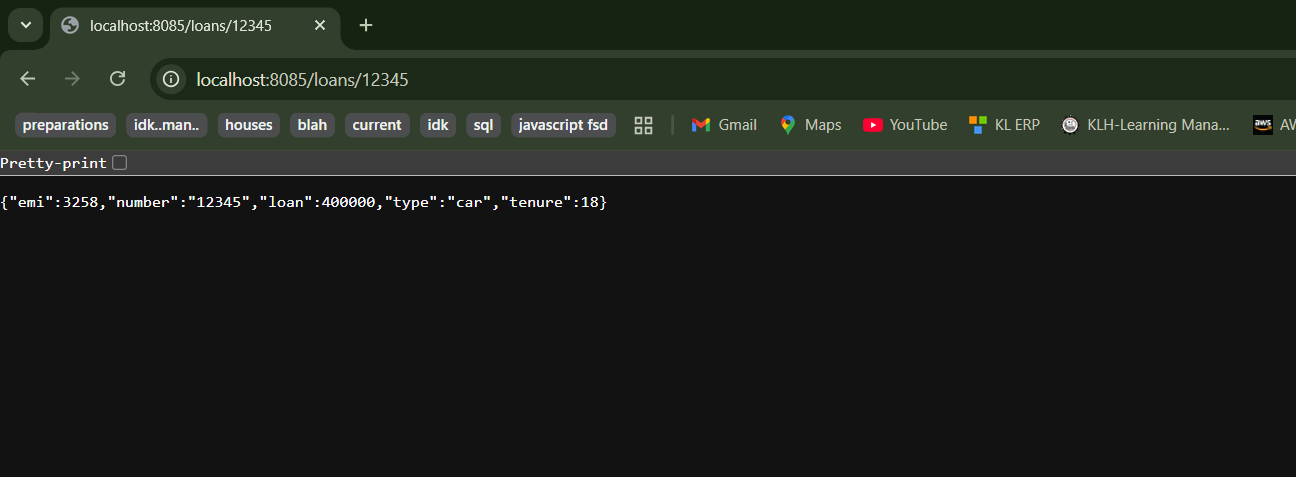 localhost:8085/loans/12345
localhost:8085/loans/12345
preparations idk..man.. houses blah current idk sql javascript fsd Gmail Maps YouTube KL ERP KLH-Learning Mana... aws AW
Pretty-print
{"emi":3258,"number":"12345","loan":400000,"type":"car","tenure":18}